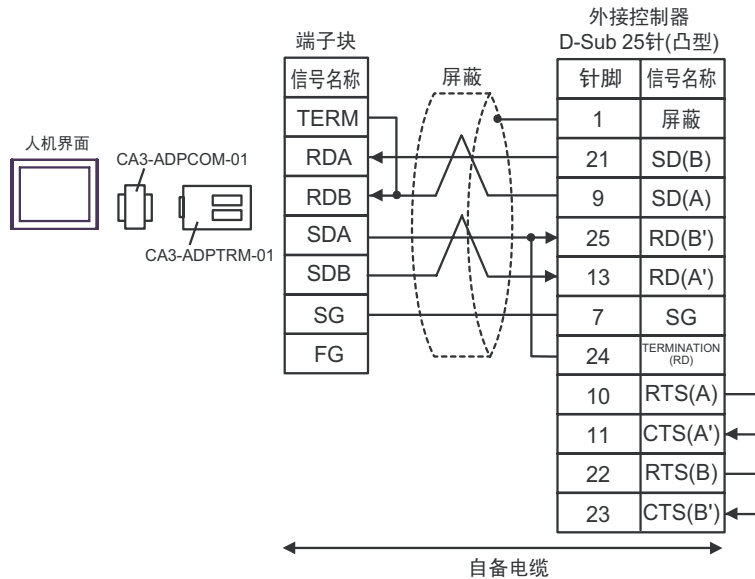 外接控制器
端子块
D-Sub 25针(凸型)
信号名称
屏蔽
针脚
信号名称
TERM
1
屏蔽
人机界面
CA3-ADPCOM-01
RDA
21
SD(B)
RDB
9
SD(A)
CA3-ADPTRM-01
SDA
25
RD(B')
SDB
13
RD(A')
SG
7
SG
FG
24
TERMINATION
(RD)
10
RTS(A)
11
CTS(A')
22
RTS(B)
23
CTS(B')
自备电缆